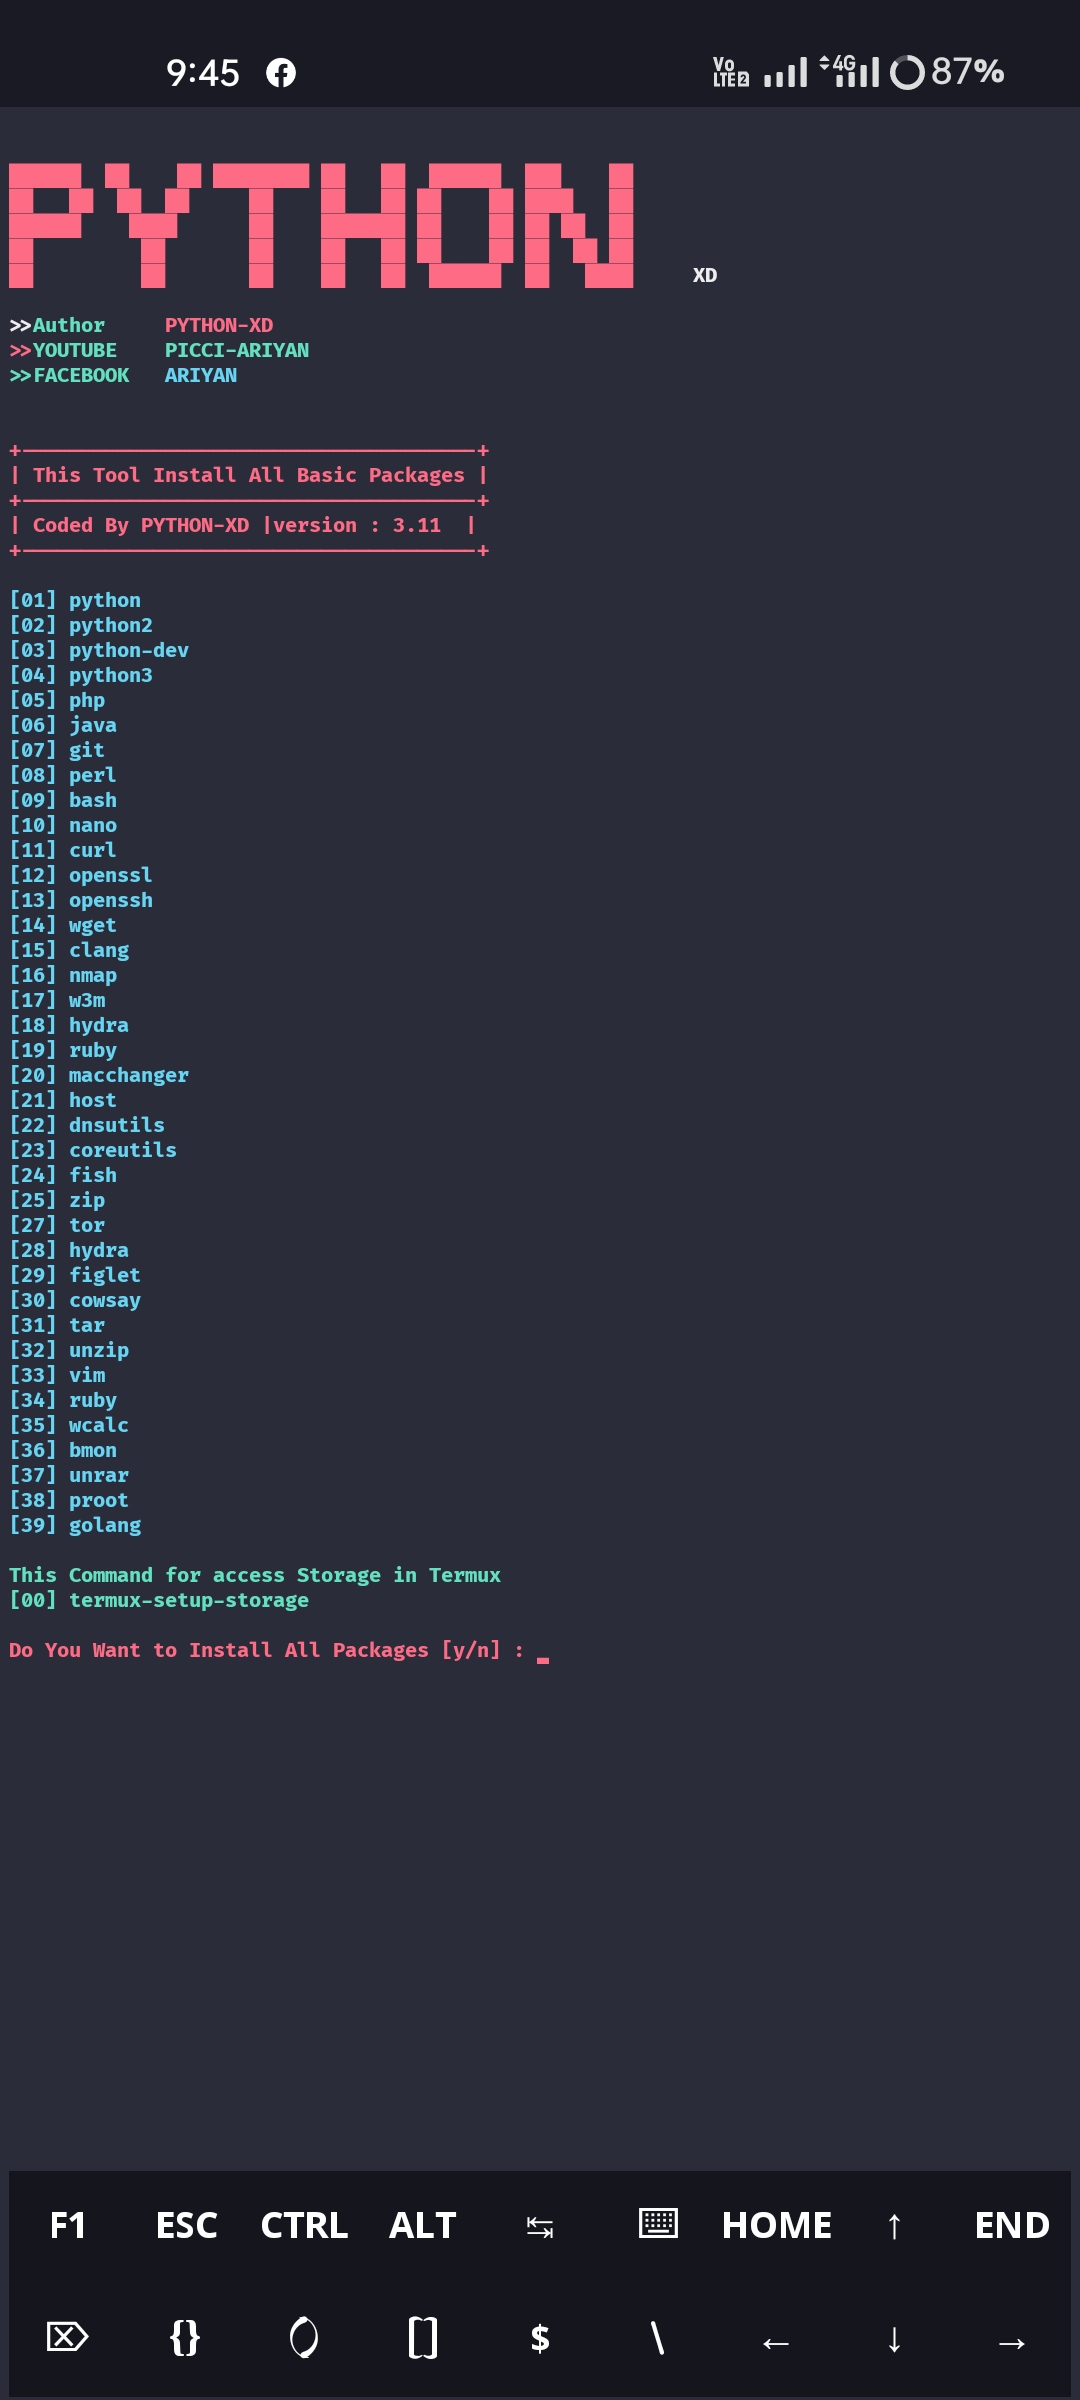 9:45 Vo LTE 2 4G 87%
PYTHON XD
>>Author PYTHON-XD
>>YOUTUBE PICCI-ARIYAN
>>FACEBOOK ARIYAN
+--------------------------------------+
| This Tool Install All Basic Packages |
+--------------------------------------+
| Coded By PYTHON-XD |version : 3.11 |
+--------------------------------------+
[01] python
[02] python2
[03] python-dev
[04] python3
[05] php
[06] java
[07] git
[08] perl
[09] bash
[10] nano
[11] curl
[12] openssl
[13] openssh
[14] wget
[15] clang
[16] nmap
[17] w3m
[18] hydra
[19] ruby
[20] macchanger
[21] host
[22] dnsutils
[23] coreutils
[24] fish
[25] zip
[27] tor
[28] hydra
[29] figlet
[30] cowsay
[31] tar
[32] unzip
[33] vim
[34] ruby
[35] wcalc
[36] bmon
[37] unrar
[38] proot
[39] golang
This Command for access Storage in Termux
[00] termux-setup-storage
Do You Want to Install All Packages [y/n] : _
F1 ESC CTRL ALT ↹ HOME ↑ END
⌦ {} () [] $ \ ← ↓ →